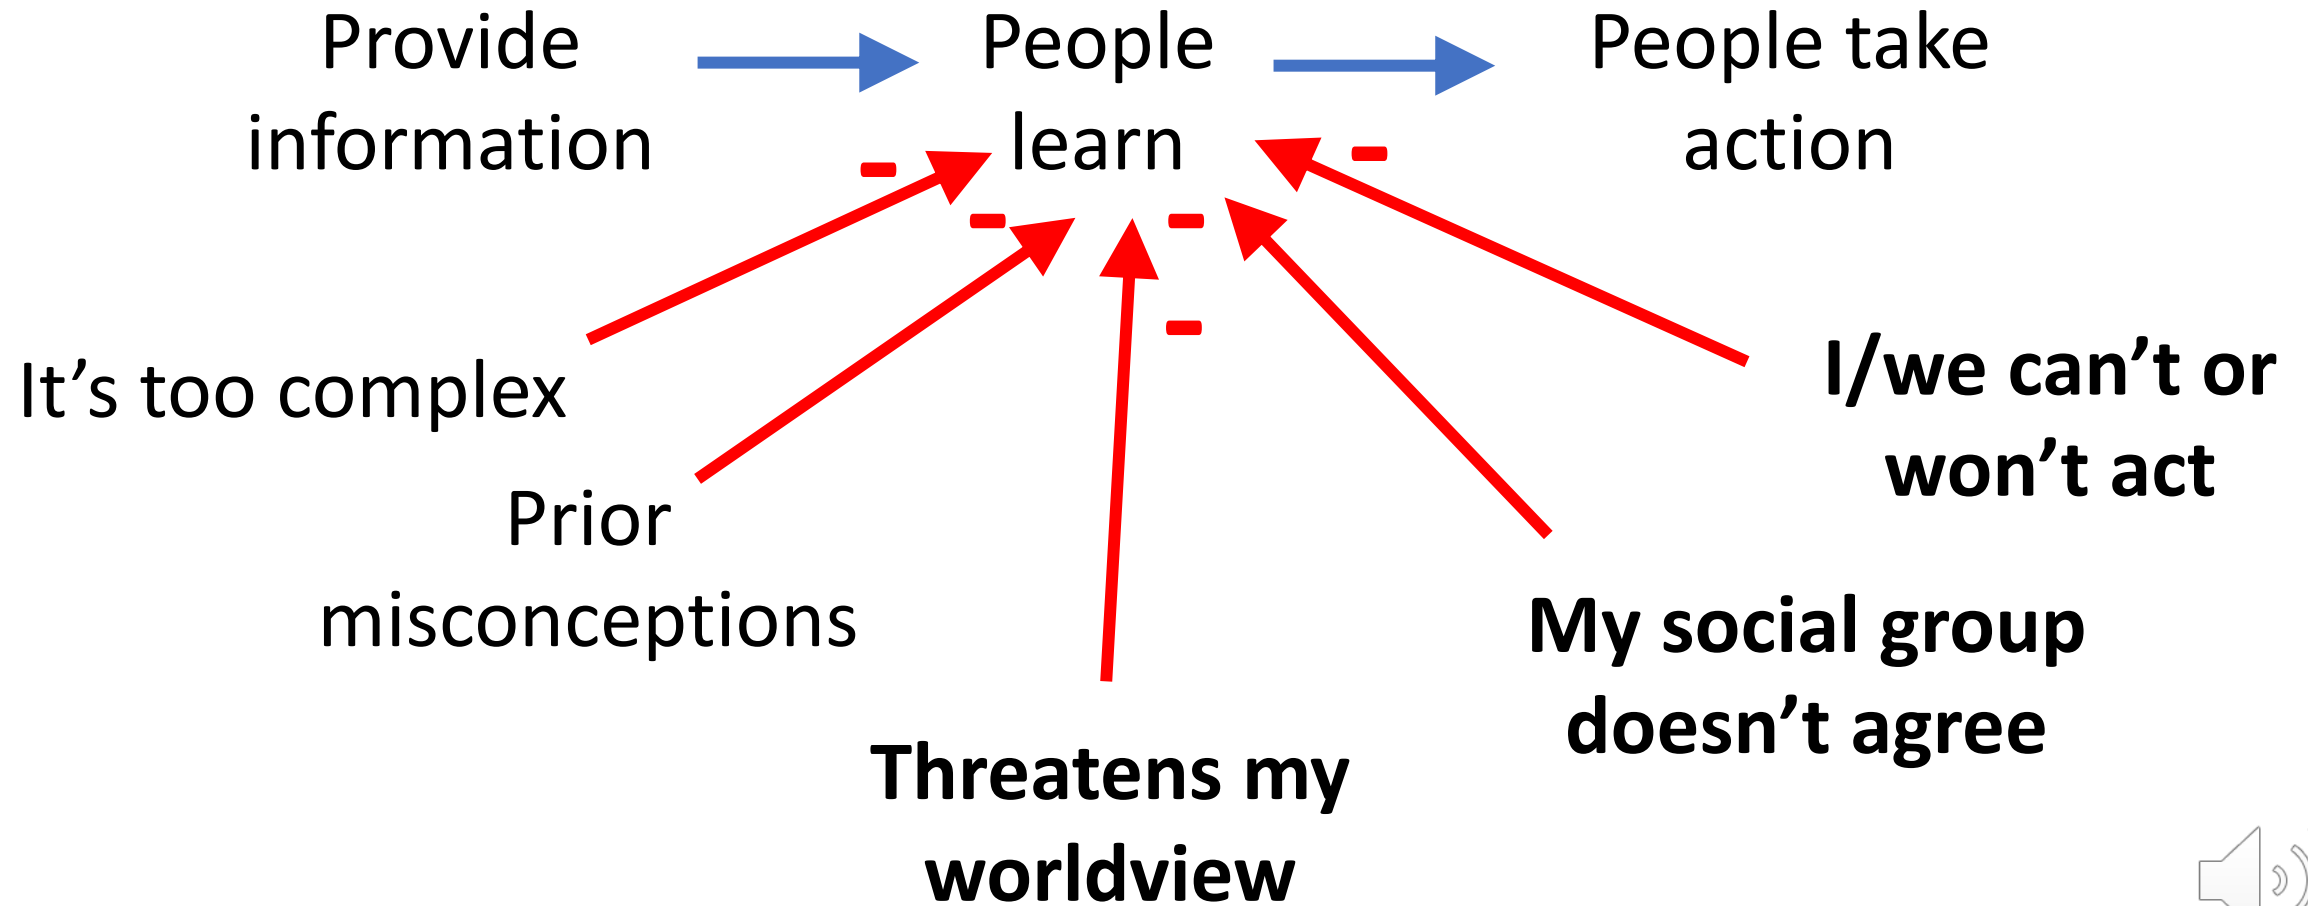 Provide
information
People
learn
People take
action
-
-
-
-
-
It’s too complex
Prior
misconceptions
Threatens my
worldview
My social group
doesn’t agree
I/we can’t or
won’t act